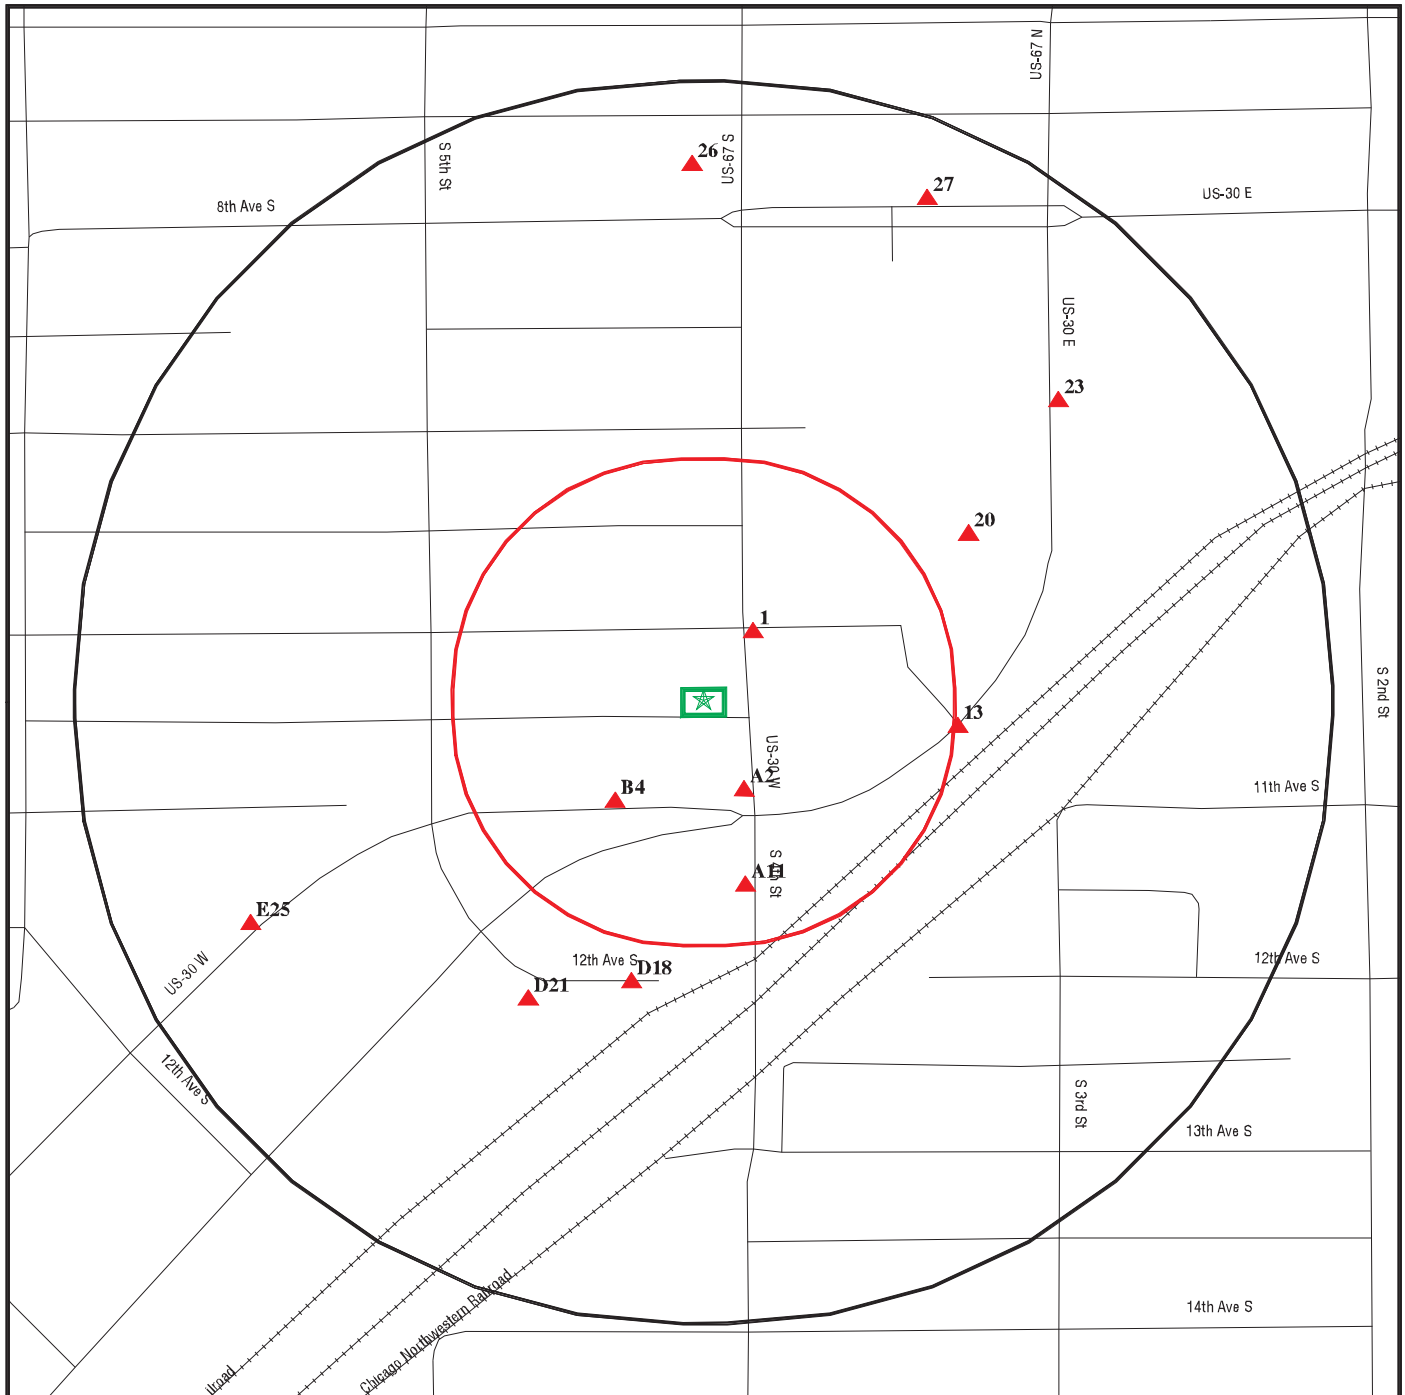 US-67 N
26
S 5th St
US-67 S
27
8th Ave S
US-30 E
US-30 E
23
20
1
S 2nd St
13
US-30 W
A2
B4
11th Ave S
S 4th St
A11
E25
12th Ave S
12th Ave S
US-30 W
D18
D21
12th Ave S
S 3rd St
13th Ave S
Chicago Northwestern Railroad
14th Ave S
ilroad